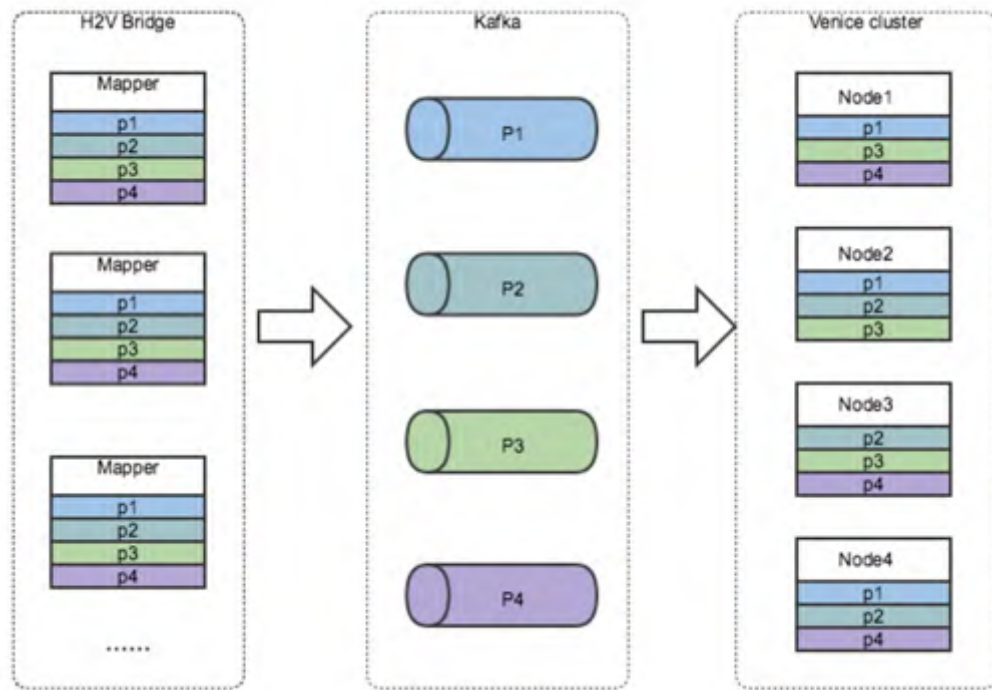 H2V Bridge
Mapper
p1
p2
p3
p4
Mapper
p1
p2
p3
p4
Mapper
p1
p2
p3
p4
......
Kafka
P1
P2
P3
P4
Venice cluster
Node1
p1
p3
p4
Node2
p1
p2
p3
Node3
p2
p3
p4
Node4
p1
p2
p4